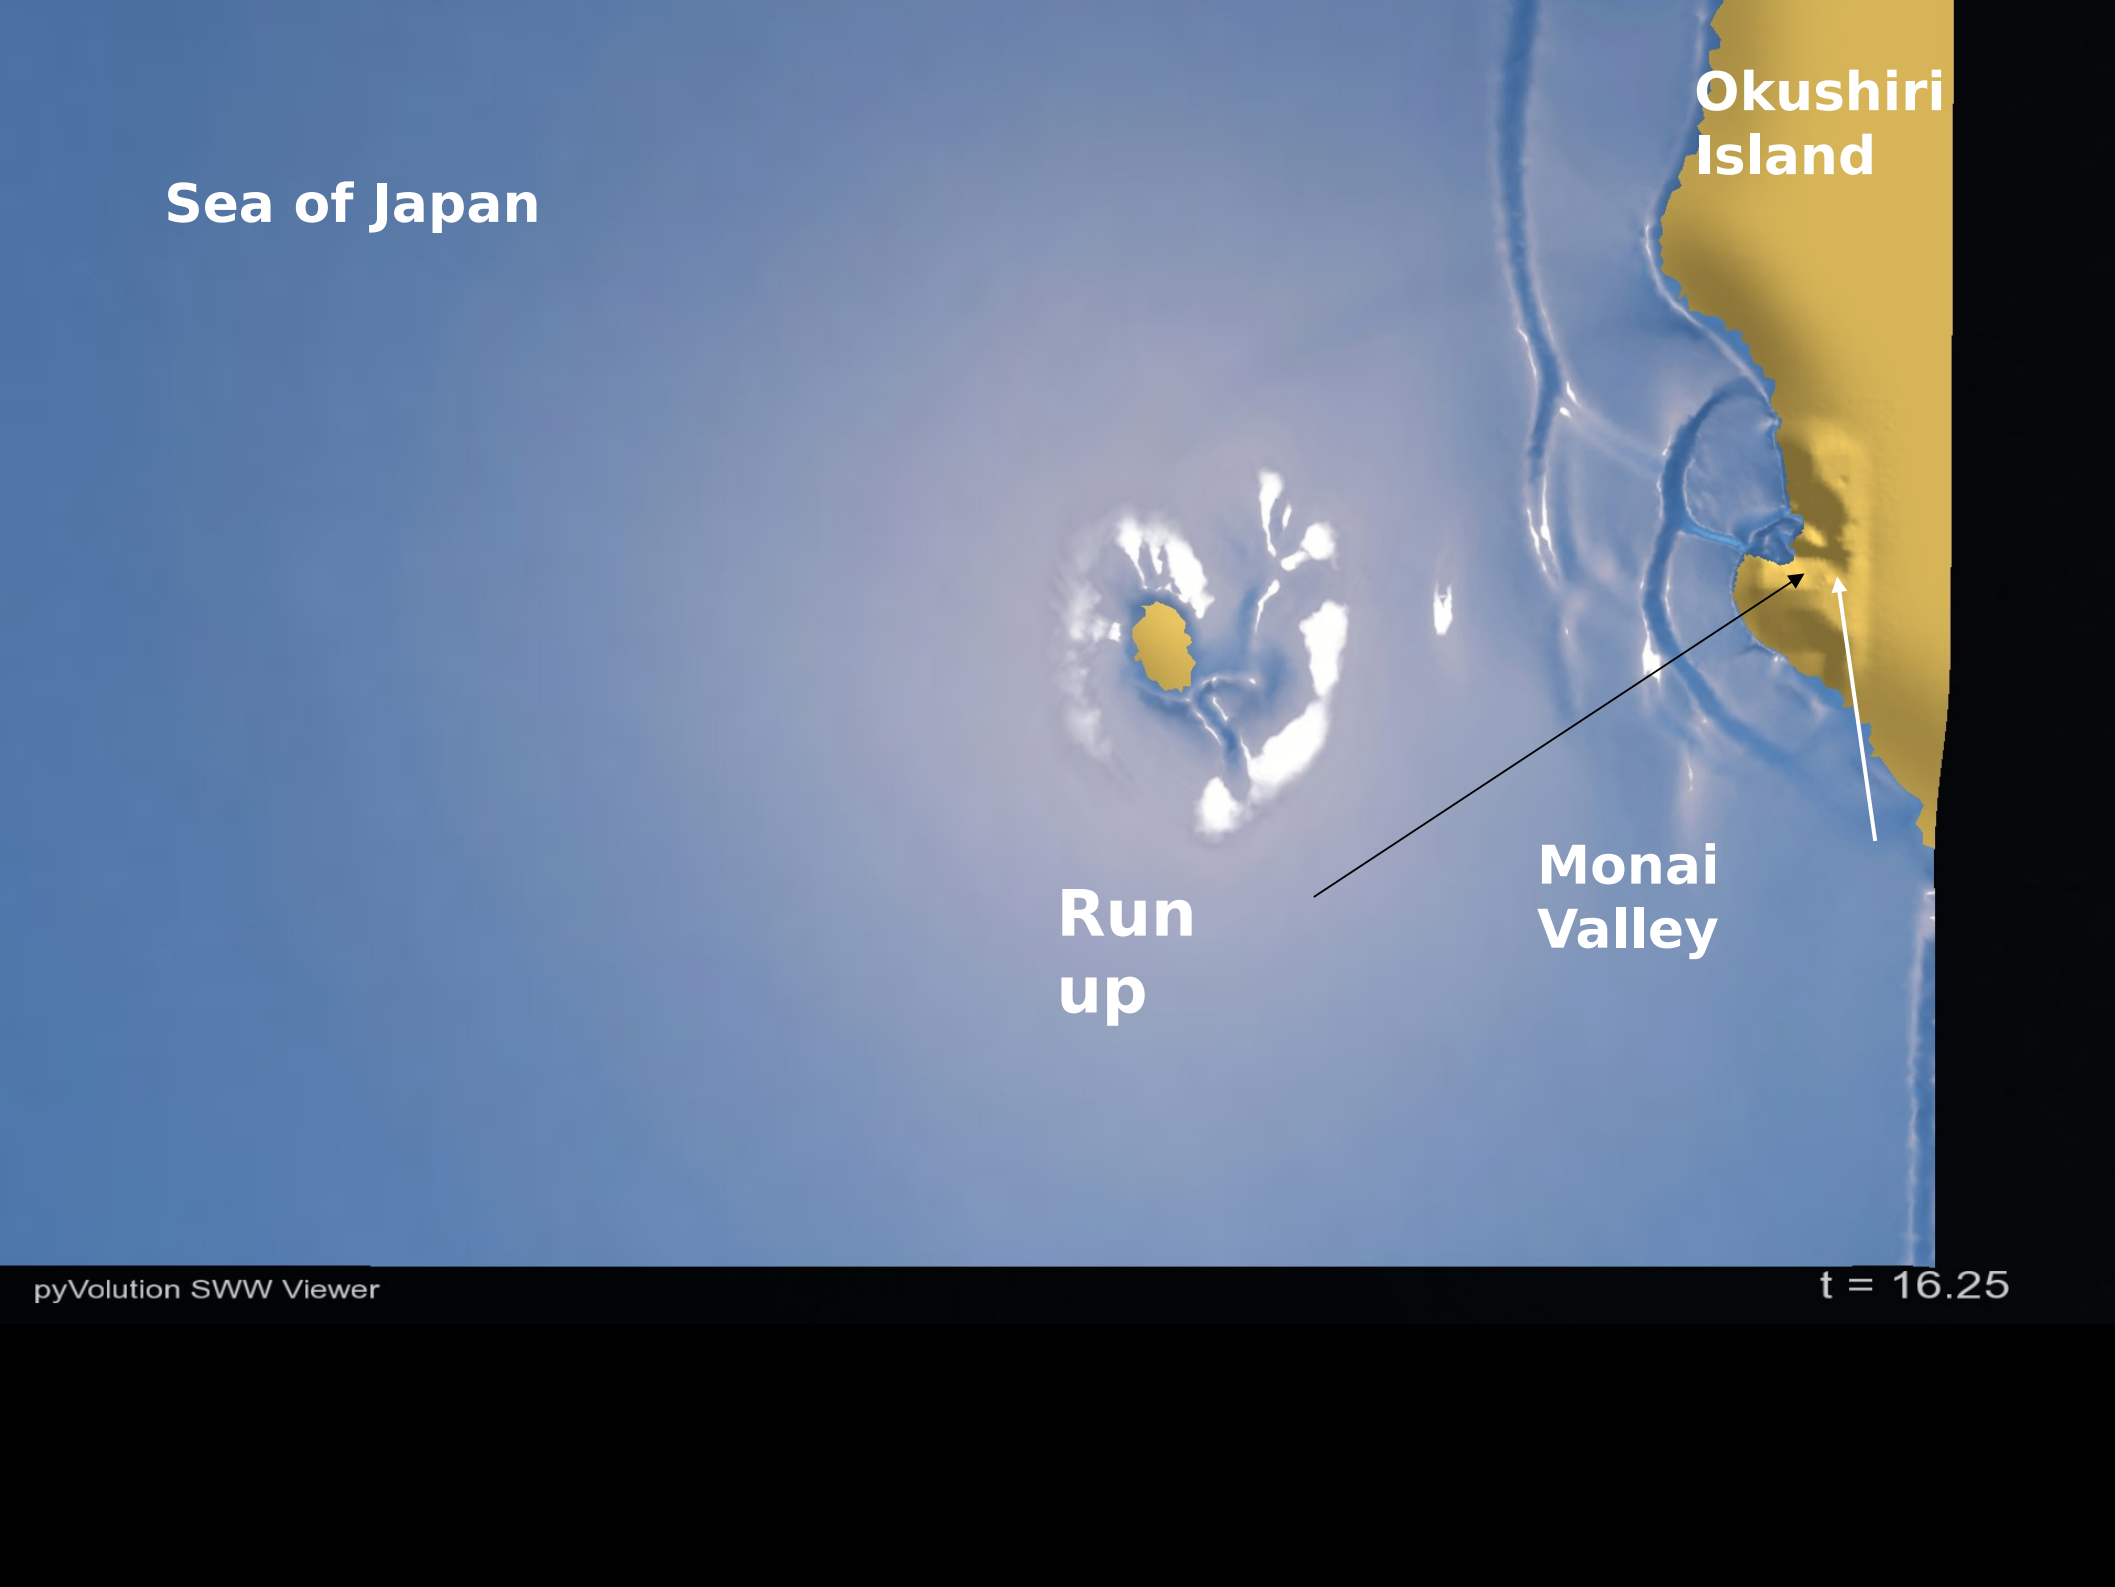 Okushiri
Island
Sea of Japan
Monai
Valley
Run
up
pyVolution SWW Viewer
t = 16.25